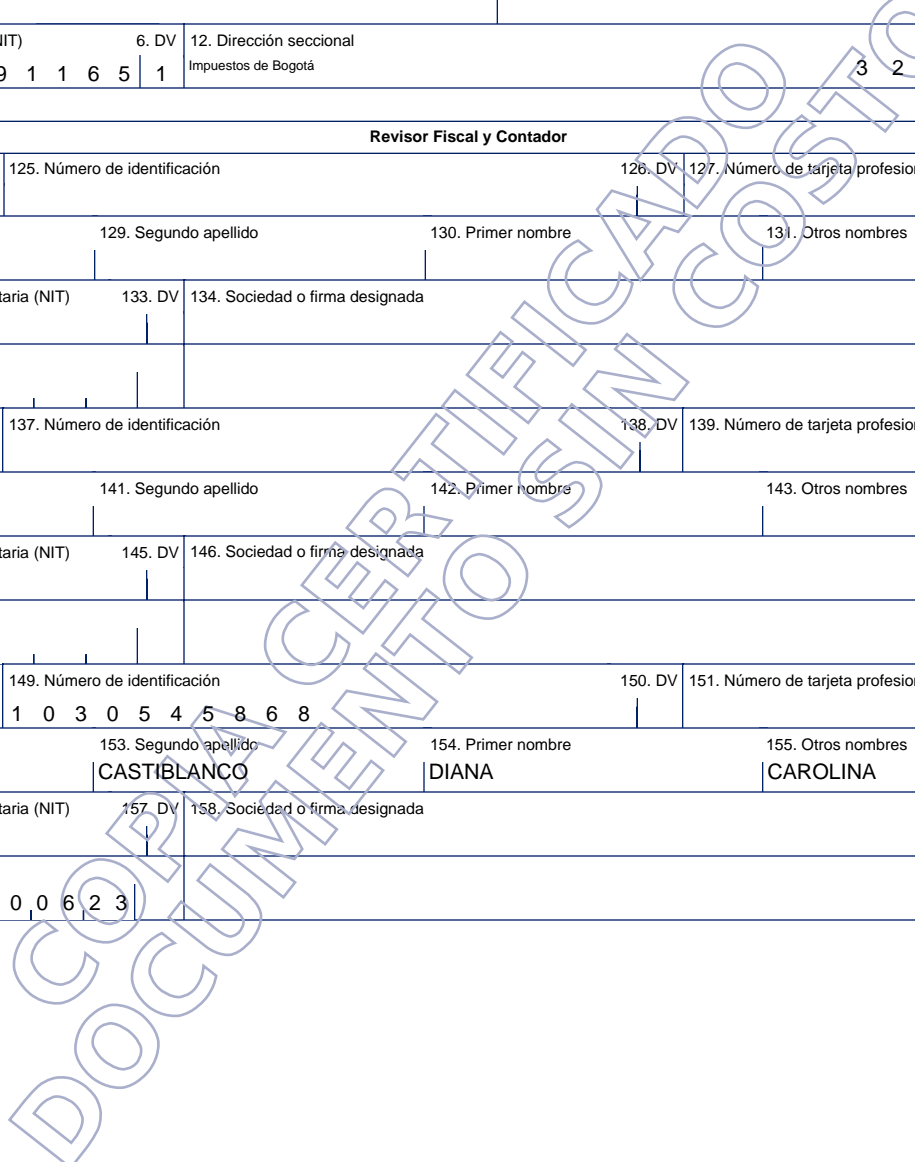 NIT) 6. DV 12. Dirección seccional
9 1 1 6 5 1 Impuestos de Bogotá 3 2
Revisor Fiscal y Contador
125. Número de identificación 126. DV 127. Número de tarjeta profesion
129. Segundo apellido 130. Primer nombre 131. Otros nombres
taria (NIT) 133. DV 134. Sociedad o firma designada
137. Número de identificación 138. DV 139. Número de tarjeta profesion
141. Segundo apellido 142. Primer nombre 143. Otros nombres
taria (NIT) 145. DV 146. Sociedad o firma designada
149. Número de identificación 150. DV 151. Número de tarjeta profesion
1 0 3 0 5 4 5 8 6 8
153. Segundo apellido 154. Primer nombre 155. Otros nombres
CASTIBLANCO DIANA CAROLINA
taria (NIT) 157. DV 158. Sociedad o firma designada
0 0 6 2 3
COPIA CERTIFICADO
DOCUMENTO SIN COSTO